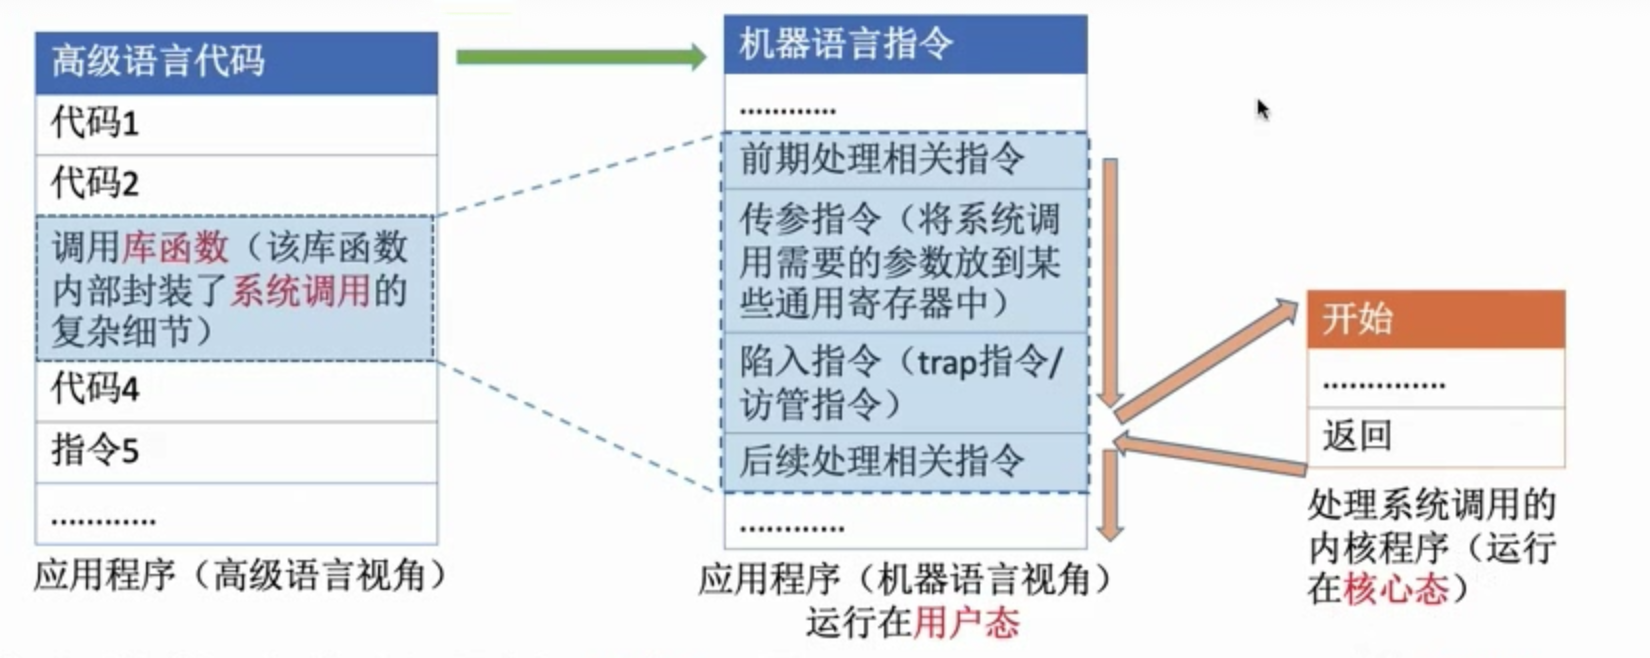 高级语言代码
代码1
代码2
调用库函数（该库函数
内部封装了系统调用的
复杂细节）
代码4
指令5
............
应用程序（高级语言视角）
机器语言指令
............
前期处理相关指令
传参指令（将系统调
用需要的参数放到某
些通用寄存器中）
陷入指令（trap指令/
访管指令）
后续处理相关指令
............
应用程序（机器语言视角）
运行在用户态
开始
..............
返回
处理系统调用的
内核程序（运行
在核心态）